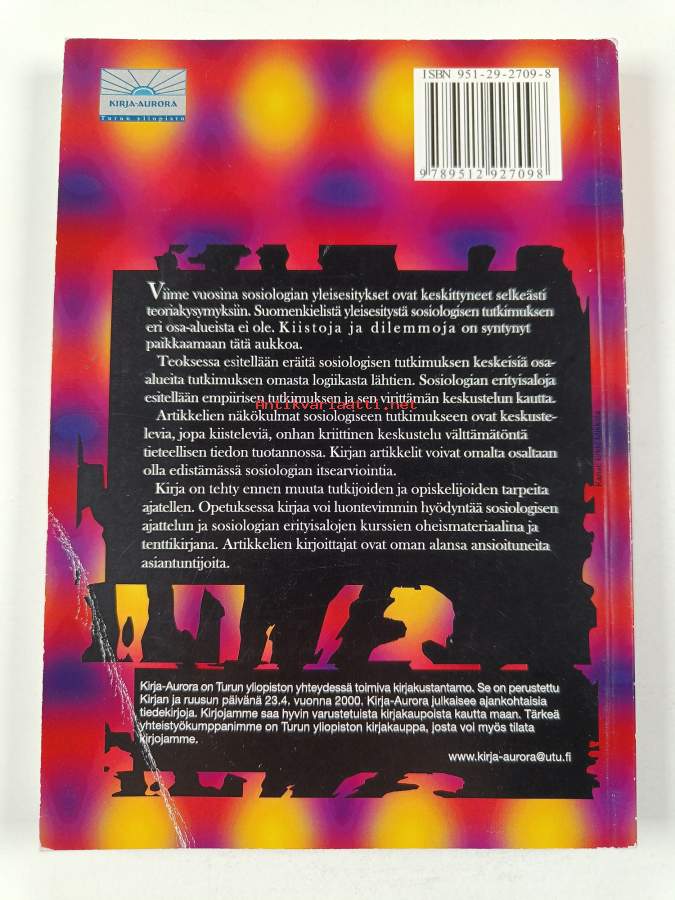 KIRJA-AURORA
Turun yliopisto
ISBN 951-29-2709-8
9 789512 927098
Viime vuosina sosiologian yleisesitykset ovat keskittyneet selkeästi
teoriakysymyksiin. Suomenkielistä yleisesitystä sosiologisen tutkimuksen
eri osa-alueista ei ole. Kiistoja ja dilemmoja on syntynyt
paikkaamaan tätä aukkoa.
Teoksessa esitellään eräitä sosiologisen tutkimuksen keskeisiä osa-
alueita tutkimuksen omasta logiikasta lähtien. Sosiologian erityisaloja
esitellään empiirisen tutkimuksen ja sen virittämän keskustelun kautta.
Antikvariaatti.net
Artikkelien näkökulmat sosiologiseen tutkimukseen ovat keskuste-
levia, jopa kiisteleviä, onhan kriittinen keskustelu välttämätöntä
tieteellisen tiedon tuotannossa. Kirjan artikkelit voivat omalta osaltaan
olla edistämässä sosiologian itsearviointia.
Kirja on tehty ennen muuta tutkijoiden ja opiskelijoiden tarpeita
ajatellen. Opetuksessa kirjaa voi luontevimmin hyödyntää sosiologisen
ajattelun ja sosiologian erityisalojen kurssien oheismateriaalina ja
tenttikirjana. Artikkelien kirjoittajat ovat oman alansa ansioituneita
asiantuntijoita.
Kirja-Aurora on Turun yliopiston yhteydessä toimiva kirjakustantamo. Se on perustettu
Kirjan ja ruusun päivänä 23.4. vuonna 2000. Kirja-Aurora julkaisee ajankohtaisia
tiedekirjoja. Kirjojamme saa hyvin varustetuista kirjakaupoista kautta maan. Tärkeä
yhteistyökumppanimme on Turun yliopiston kirjakauppa, josta voi myös tilata
kirjojamme.
www.kirja-aurora@utu.fi